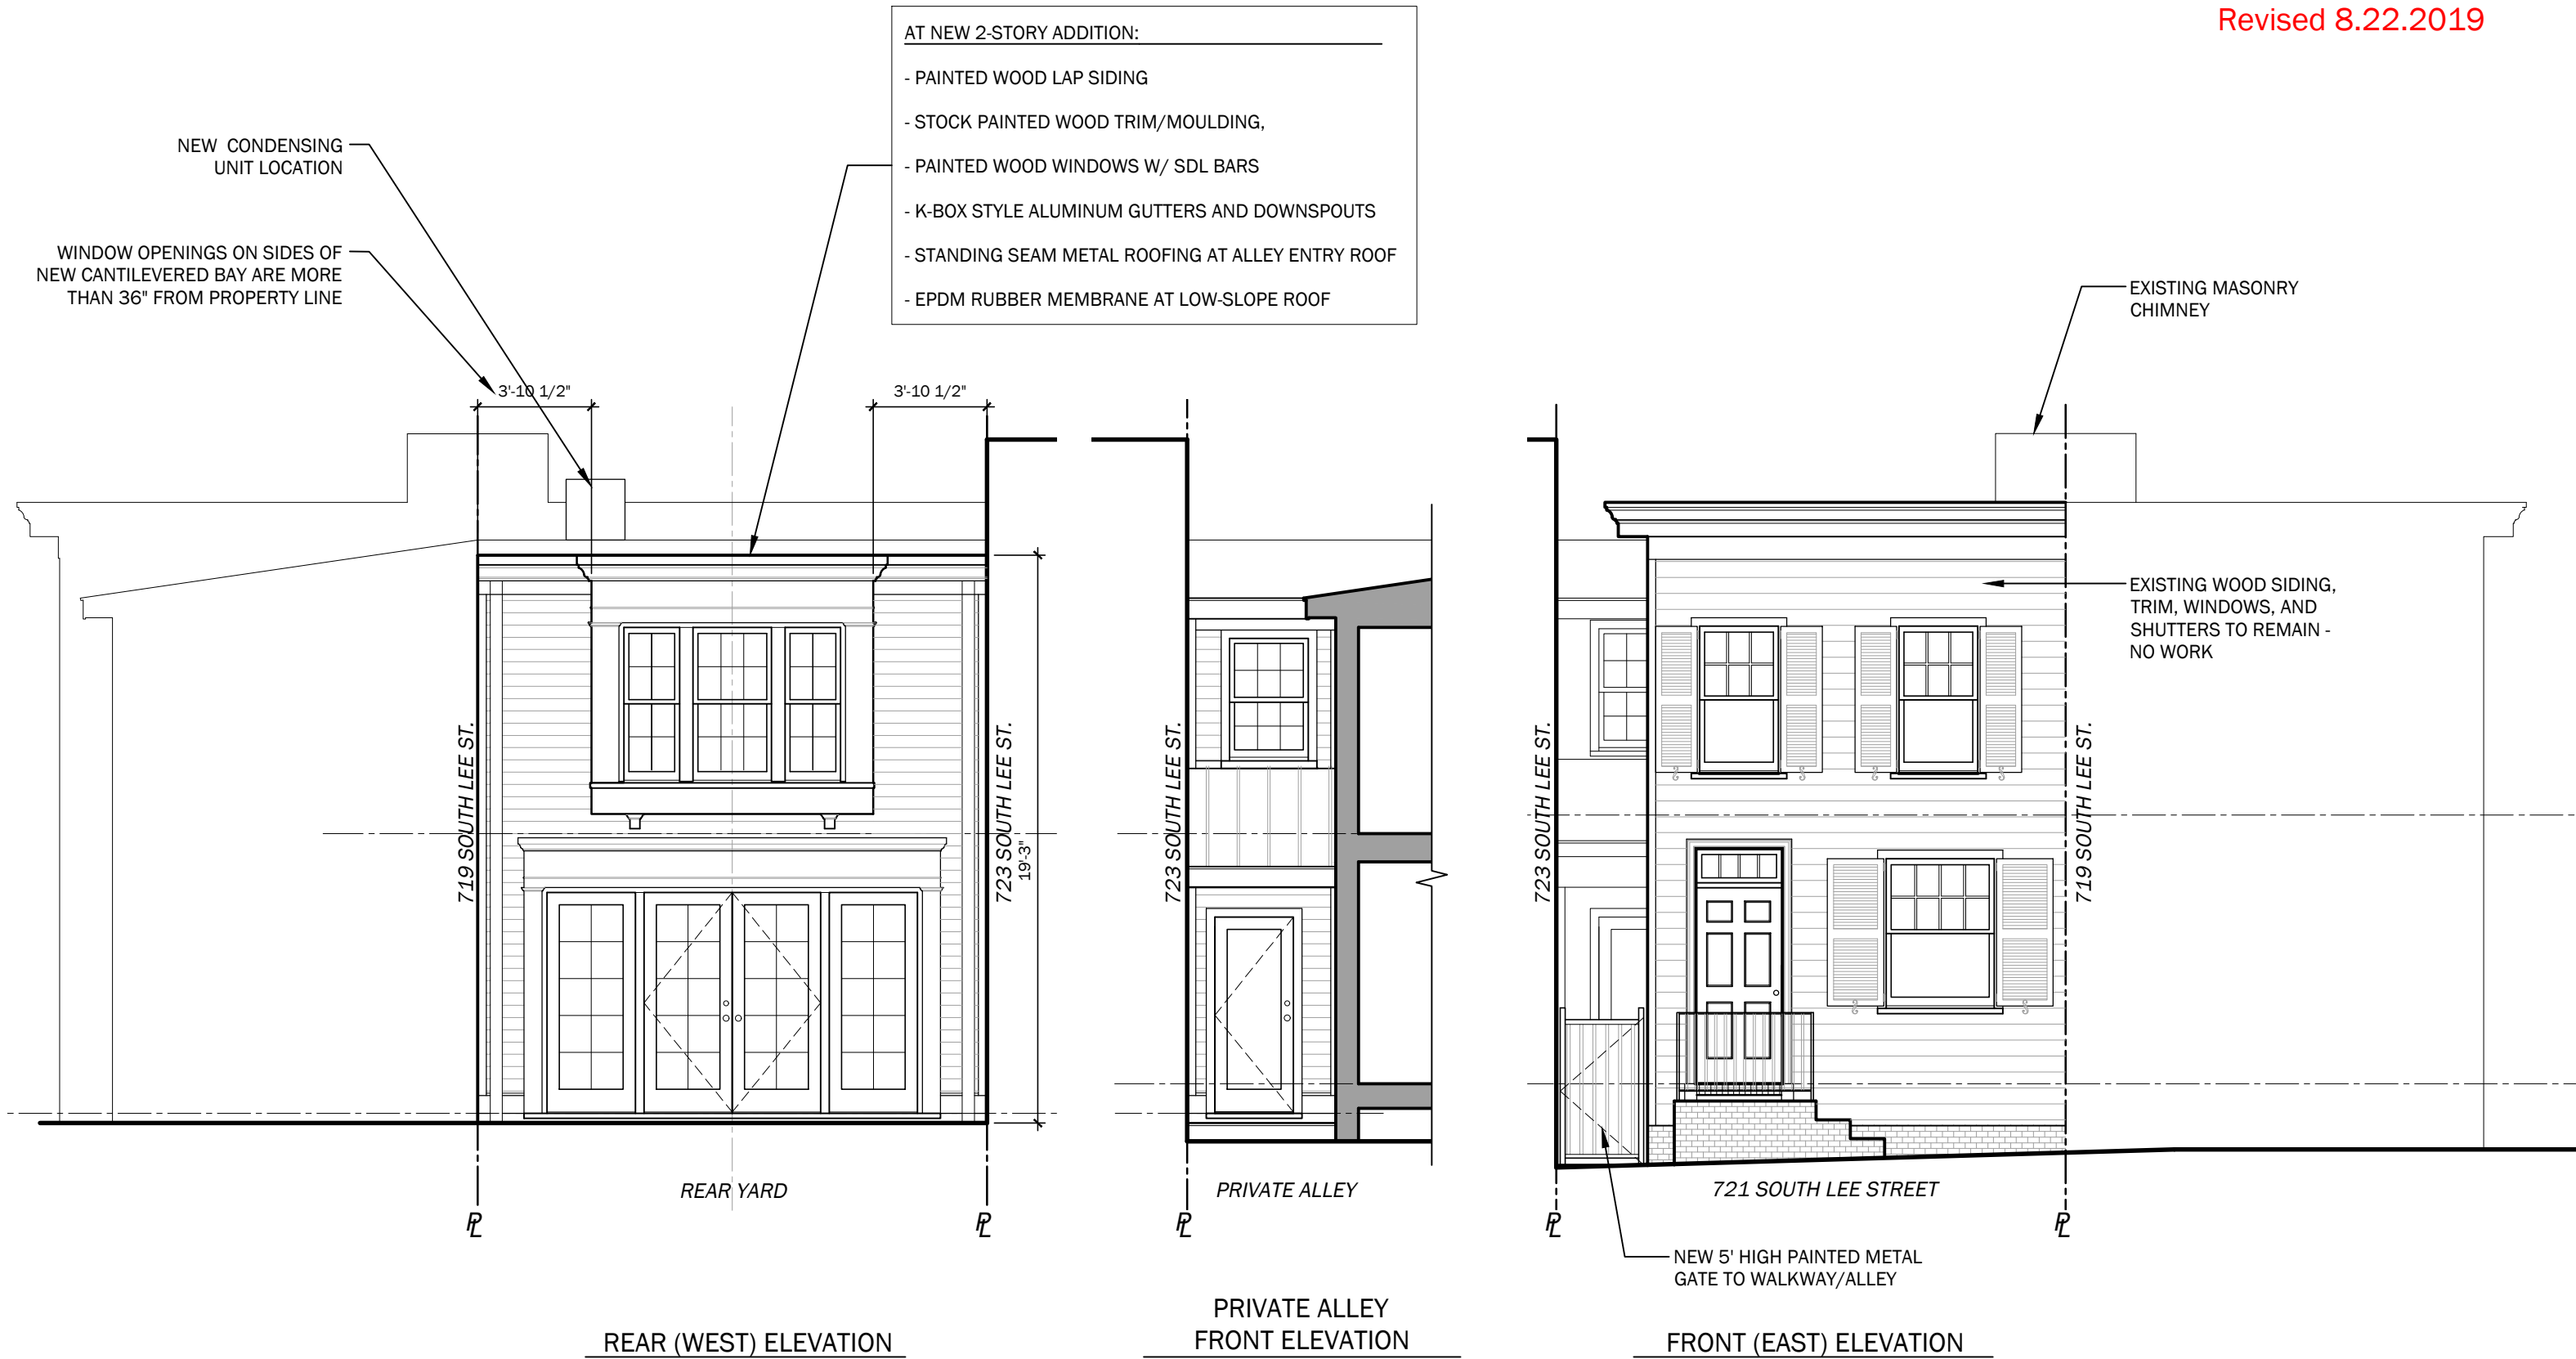 Revised 8.22.2019
AT NEW 2-STORY ADDITION:
- PAINTED WOOD LAP SIDING
- STOCK PAINTED WOOD TRIM/MOULDING,
- PAINTED WOOD WINDOWS W/ SDL BARS
- K-BOX STYLE ALUMINUM GUTTERS AND DOWNSPOUTS
- STANDING SEAM METAL ROOFING AT ALLEY ENTRY ROOF
- EPDM RUBBER MEMBRANE AT LOW-SLOPE ROOF
NEW CONDENSING
UNIT LOCATION
WINDOW OPENINGS ON SIDES OF
NEW CANTILEVERED BAY ARE MORE
THAN 36" FROM PROPERTY LINE
3'-10 1/2"
3'-10 1/2"
719 SOUTH LEE ST.
723 SOUTH LEE ST.
19'-3"
REAR YARD
PL
PL
REAR (WEST) ELEVATION
723 SOUTH LEE ST.
PRIVATE ALLEY
PL
PRIVATE ALLEY
FRONT ELEVATION
EXISTING MASONRY
CHIMNEY
EXISTING WOOD SIDING,
TRIM, WINDOWS, AND
SHUTTERS TO REMAIN -
NO WORK
723 SOUTH LEE ST.
719 SOUTH LEE ST.
721 SOUTH LEE STREET
PL
PL
NEW 5' HIGH PAINTED METAL
GATE TO WALKWAY/ALLEY
FRONT (EAST) ELEVATION